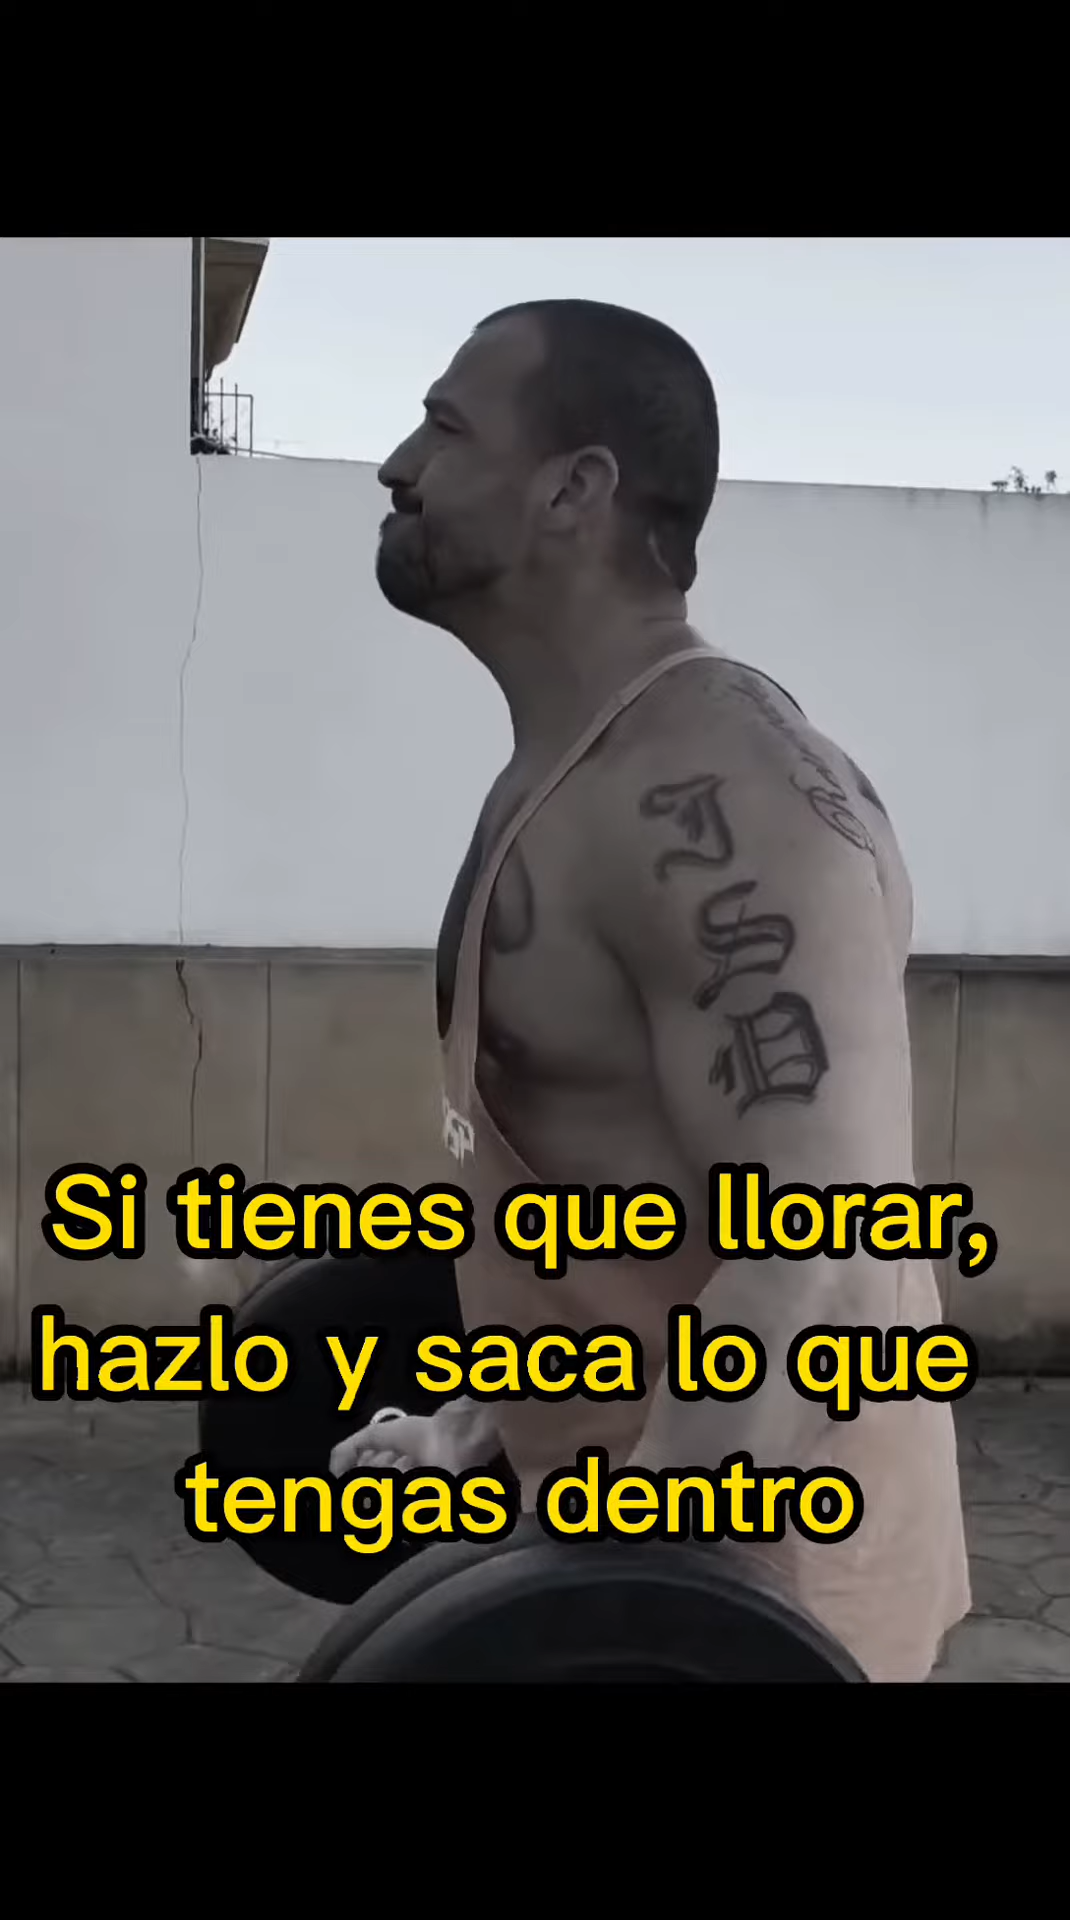 J
S
D
Si tienes que llorar,
hazlo y saca lo que
tengas dentro